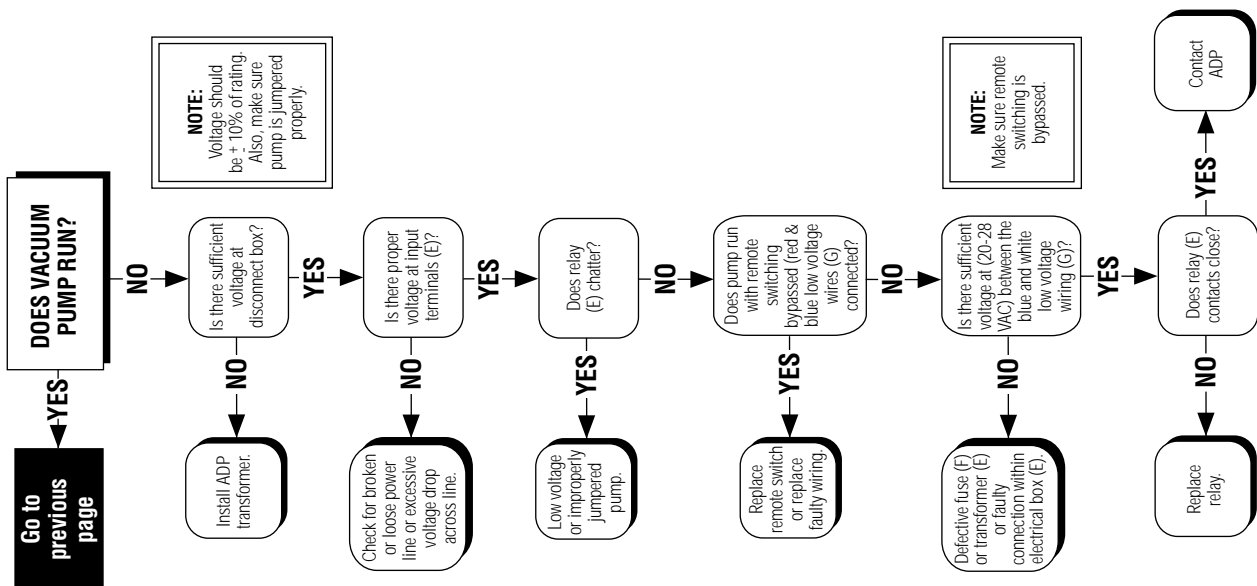 DOES VACUUM
PUMP RUN?
YES
Go to
previous
page
NO
Is there sufficient
voltage at
disconnect box?
NOTE:
Voltage should
be ± 10% of rating.
Also, make sure
pump is jumpered
properly.
NO
Install ADP
transformer.
YES
Is there proper
voltage at input
terminals (E)?
NO
Check for broken
or loose power
line or excessive
voltage drop
across line.
YES
Does relay
(E) chatter?
YES
Low voltage
or improperly
jumpered
pump.
NO
Does pump run
with remote
switching
bypassed (red &
blue low voltage
wires (G)
connected?
YES
Replace
remote switch
or replace
faulty wiring.
NO
Is there sufficient
voltage at (20-28
VAC) between the
blue and white
low voltage
wiring (G)?
NOTE:
Make sure remote
switching is
bypassed.
NO
Defective fuse (F)
or transformer (E)
or faulty
connection within
electrical box (E).
YES
Does relay (E)
contacts close?
NO
Replace
relay.
YES
Contact
ADP